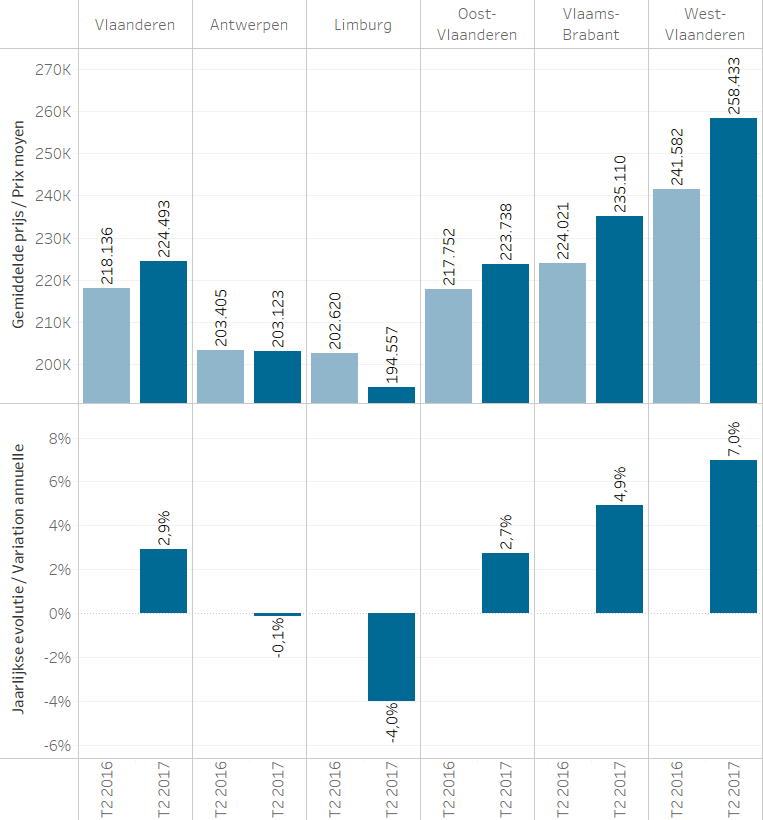 Vlaanderen
Antwerpen
Limburg
Oost-
Vlaanderen
Vlaams-
Brabant
West-
Vlaanderen
Gemiddelde prijs / Prix moyen
270K
260K
250K
240K
230K
220K
210K
200K
218.136
224.493
203.405
203.123
202.620
194.557
217.752
223.738
224.021
235.110
241.582
258.433
Jaarlijkse evolutie / Variation annuelle
8%
6%
4%
2%
0%
-2%
-4%
-6%
2,9%
-0,1%
-4,0%
2,7%
4,9%
7,0%
T2 2016
T2 2017
T2 2016
T2 2017
T2 2016
T2 2017
T2 2016
T2 2017
T2 2016
T2 2017
T2 2016
T2 2017